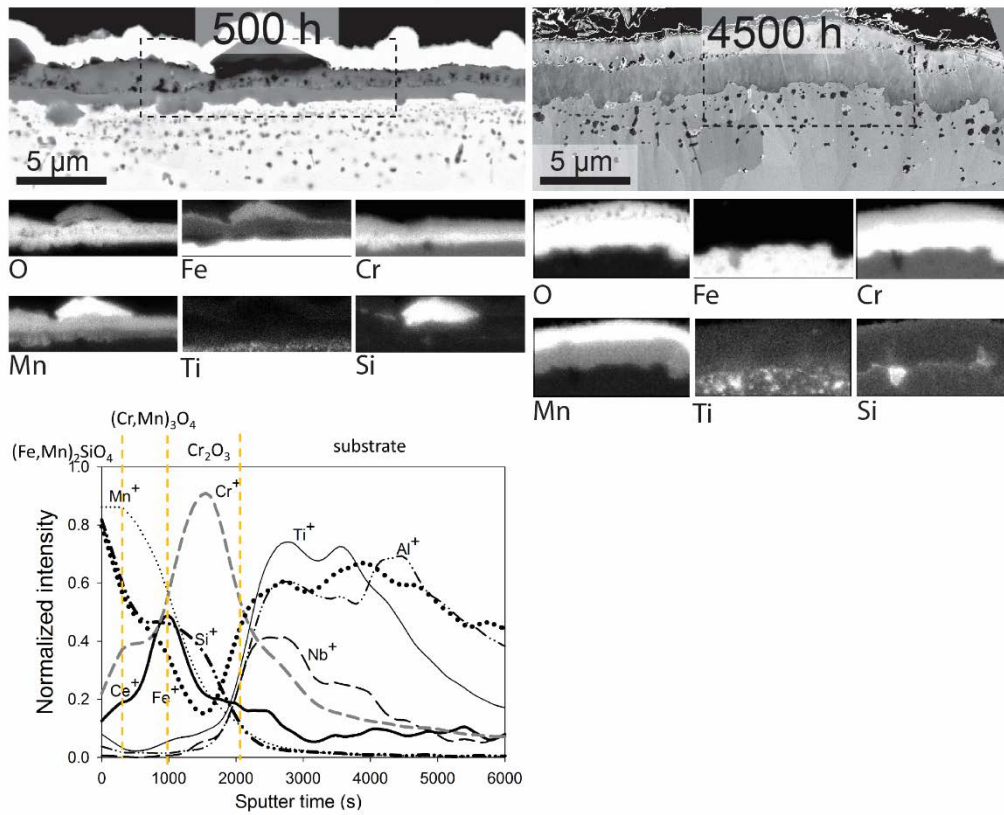 500 h
5 µm
O
Fe
Cr
Mn
Ti
Si
4500 h
5 µm
O
Fe
Cr
Mn
Ti
Si
(Cr,Mn)₃O₄
(Fe,Mn)₂SiO₄
Cr₂O₃
substrate
Normalized intensity
1.0
0.8
0.6
0.4
0.2
0.0
Mn⁺
Cr⁺
Ti⁺
Al⁺
Si⁺
Nb⁺
Ce⁺
Fe⁺
0 1000 2000 3000 4000 5000 6000
Sputter time (s)